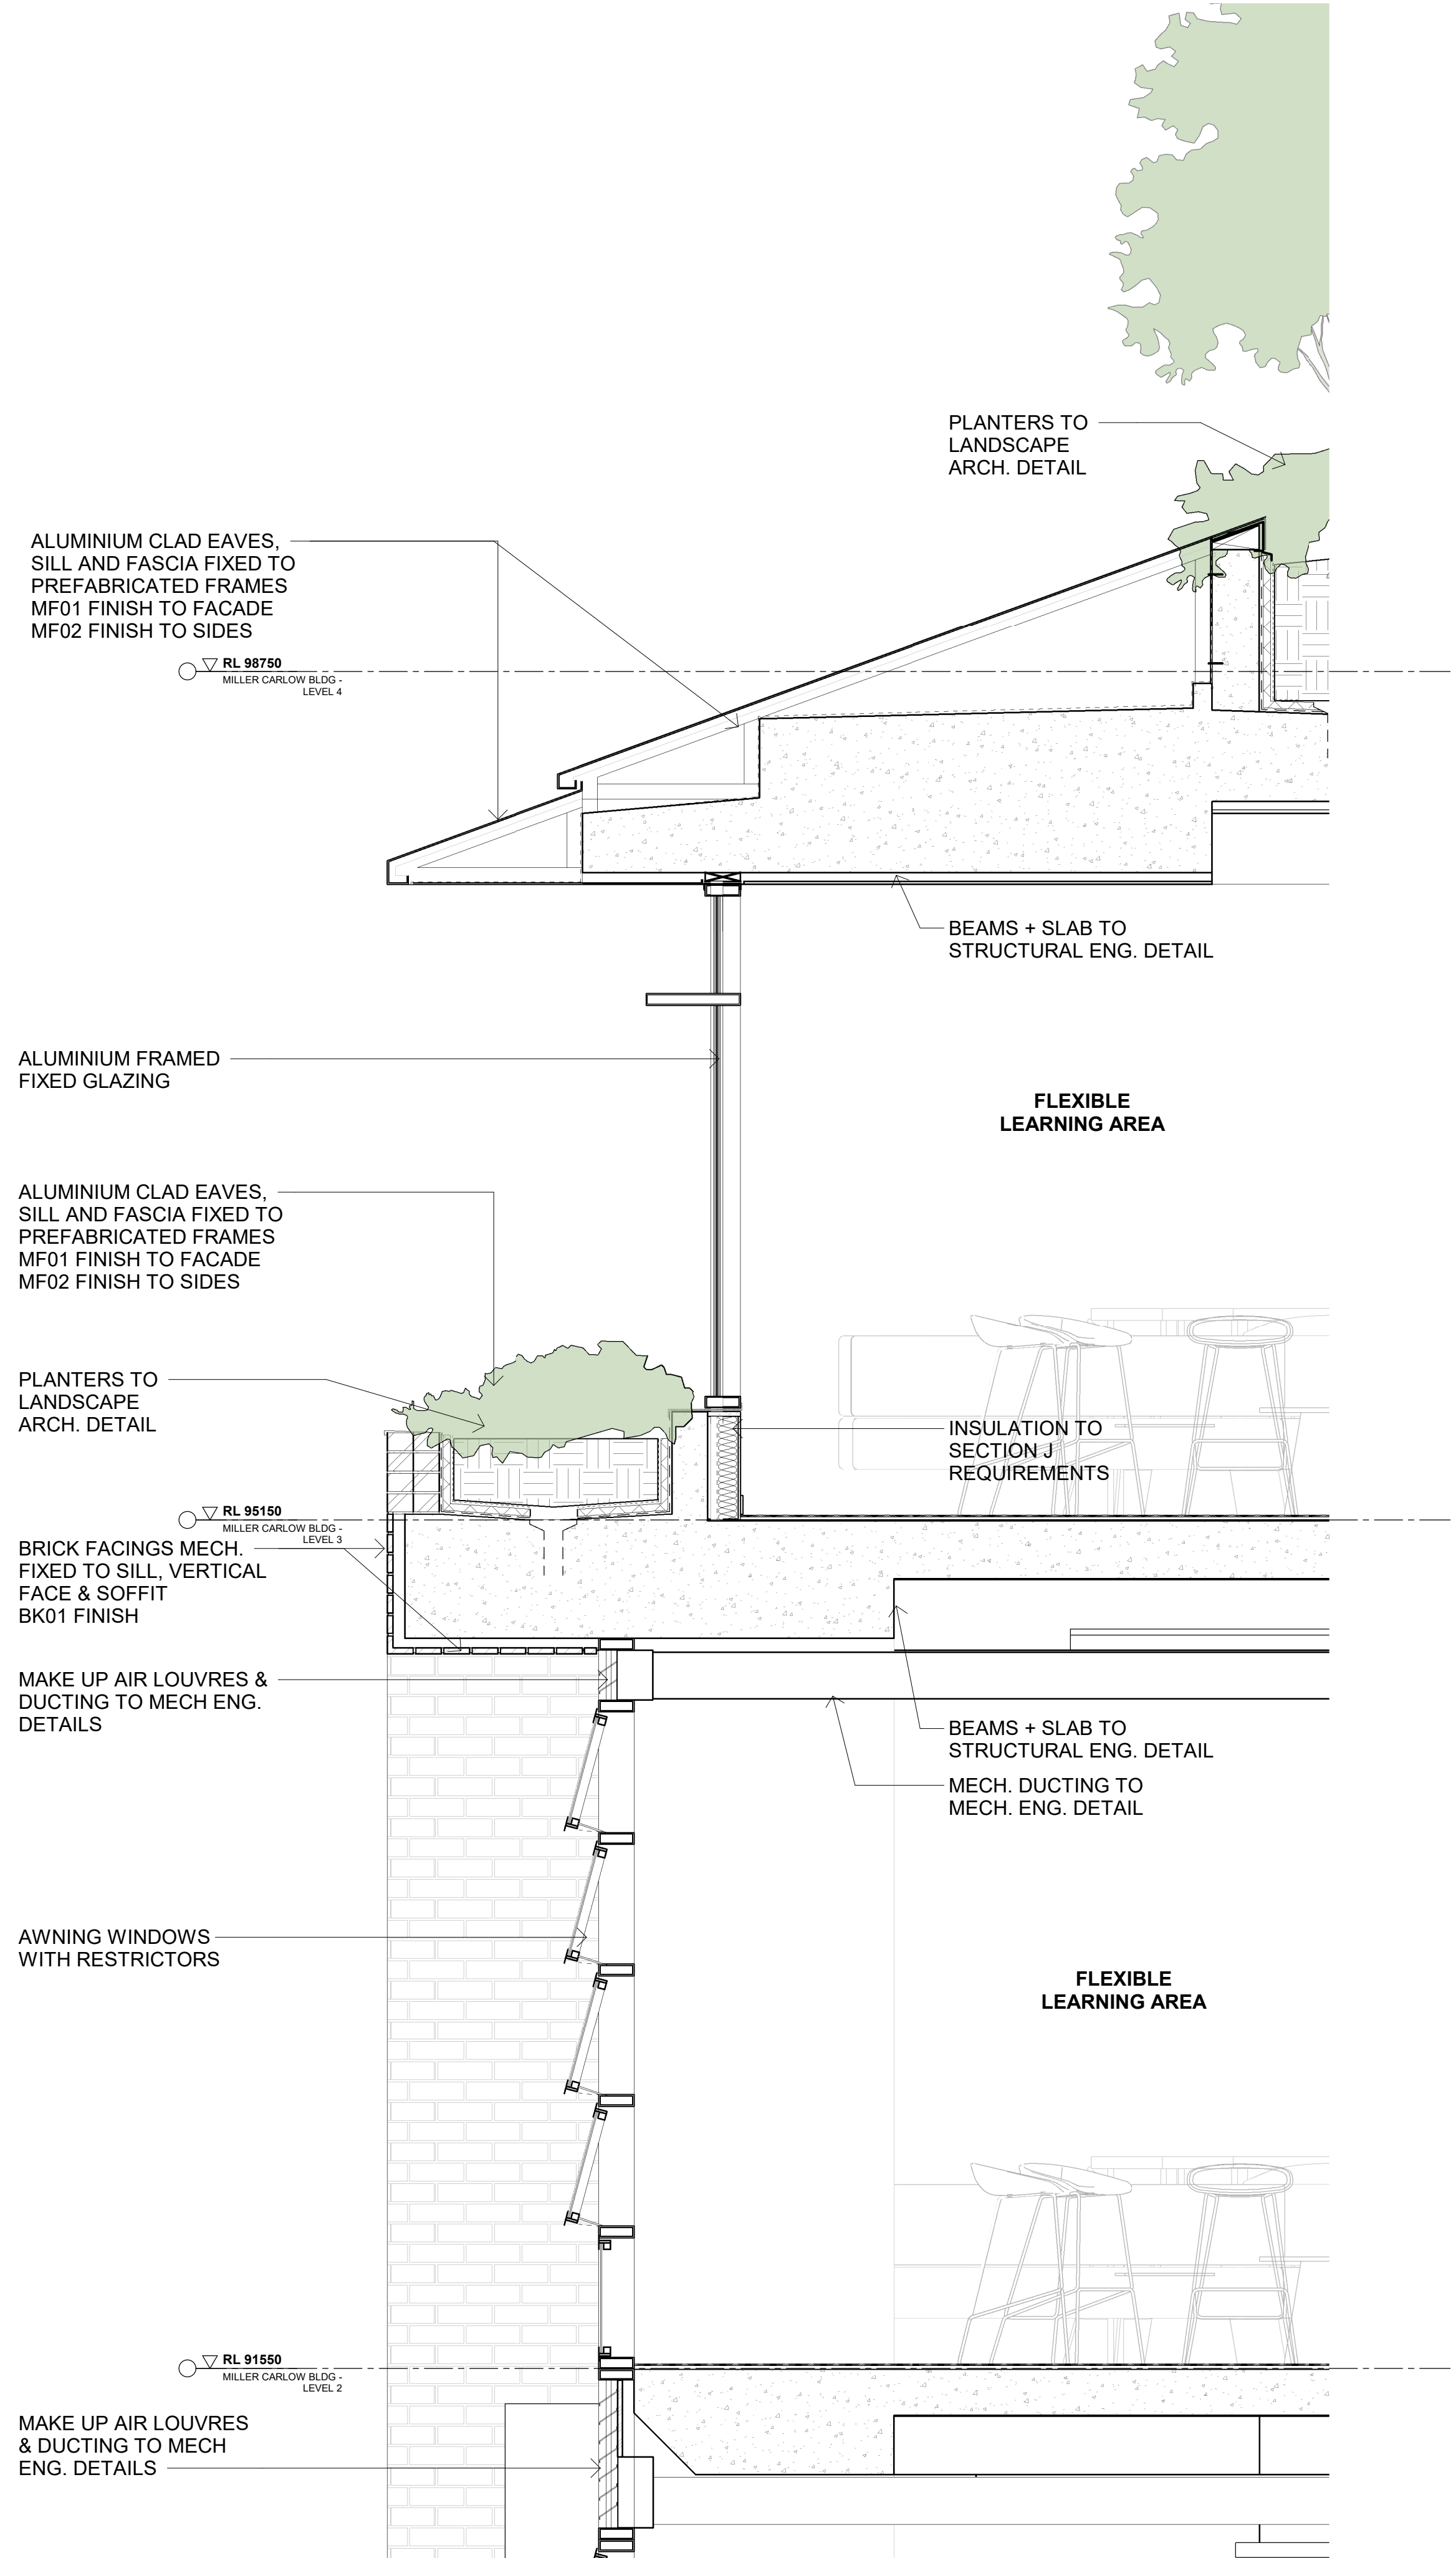 PLANTERS TO
LANDSCAPE
ARCH. DETAIL
ALUMINIUM CLAD EAVES,
SILL AND FASCIA FIXED TO
PREFABRICATED FRAMES
MF01 FINISH TO FACADE
MF02 FINISH TO SIDES
RL 98750
MILLER CARLOW BLDG -
LEVEL 4
BEAMS + SLAB TO
STRUCTURAL ENG. DETAIL
ALUMINIUM FRAMED
FIXED GLAZING
FLEXIBLE
LEARNING AREA
ALUMINIUM CLAD EAVES,
SILL AND FASCIA FIXED TO
PREFABRICATED FRAMES
MF01 FINISH TO FACADE
MF02 FINISH TO SIDES
PLANTERS TO
LANDSCAPE
ARCH. DETAIL
INSULATION TO
SECTION J
REQUIREMENTS
RL 95150
MILLER CARLOW BLDG -
LEVEL 3
BRICK FACINGS MECH.
FIXED TO SILL, VERTICAL
FACE & SOFFIT
BK01 FINISH
MAKE UP AIR LOUVRES &
DUCTING TO MECH ENG.
DETAILS
BEAMS + SLAB TO
STRUCTURAL ENG. DETAIL
MECH. DUCTING TO
MECH. ENG. DETAIL
AWNING WINDOWS
WITH RESTRICTORS
FLEXIBLE
LEARNING AREA
RL 91550
MILLER CARLOW BLDG -
LEVEL 2
MAKE UP AIR LOUVRES
& DUCTING TO MECH
ENG. DETAILS